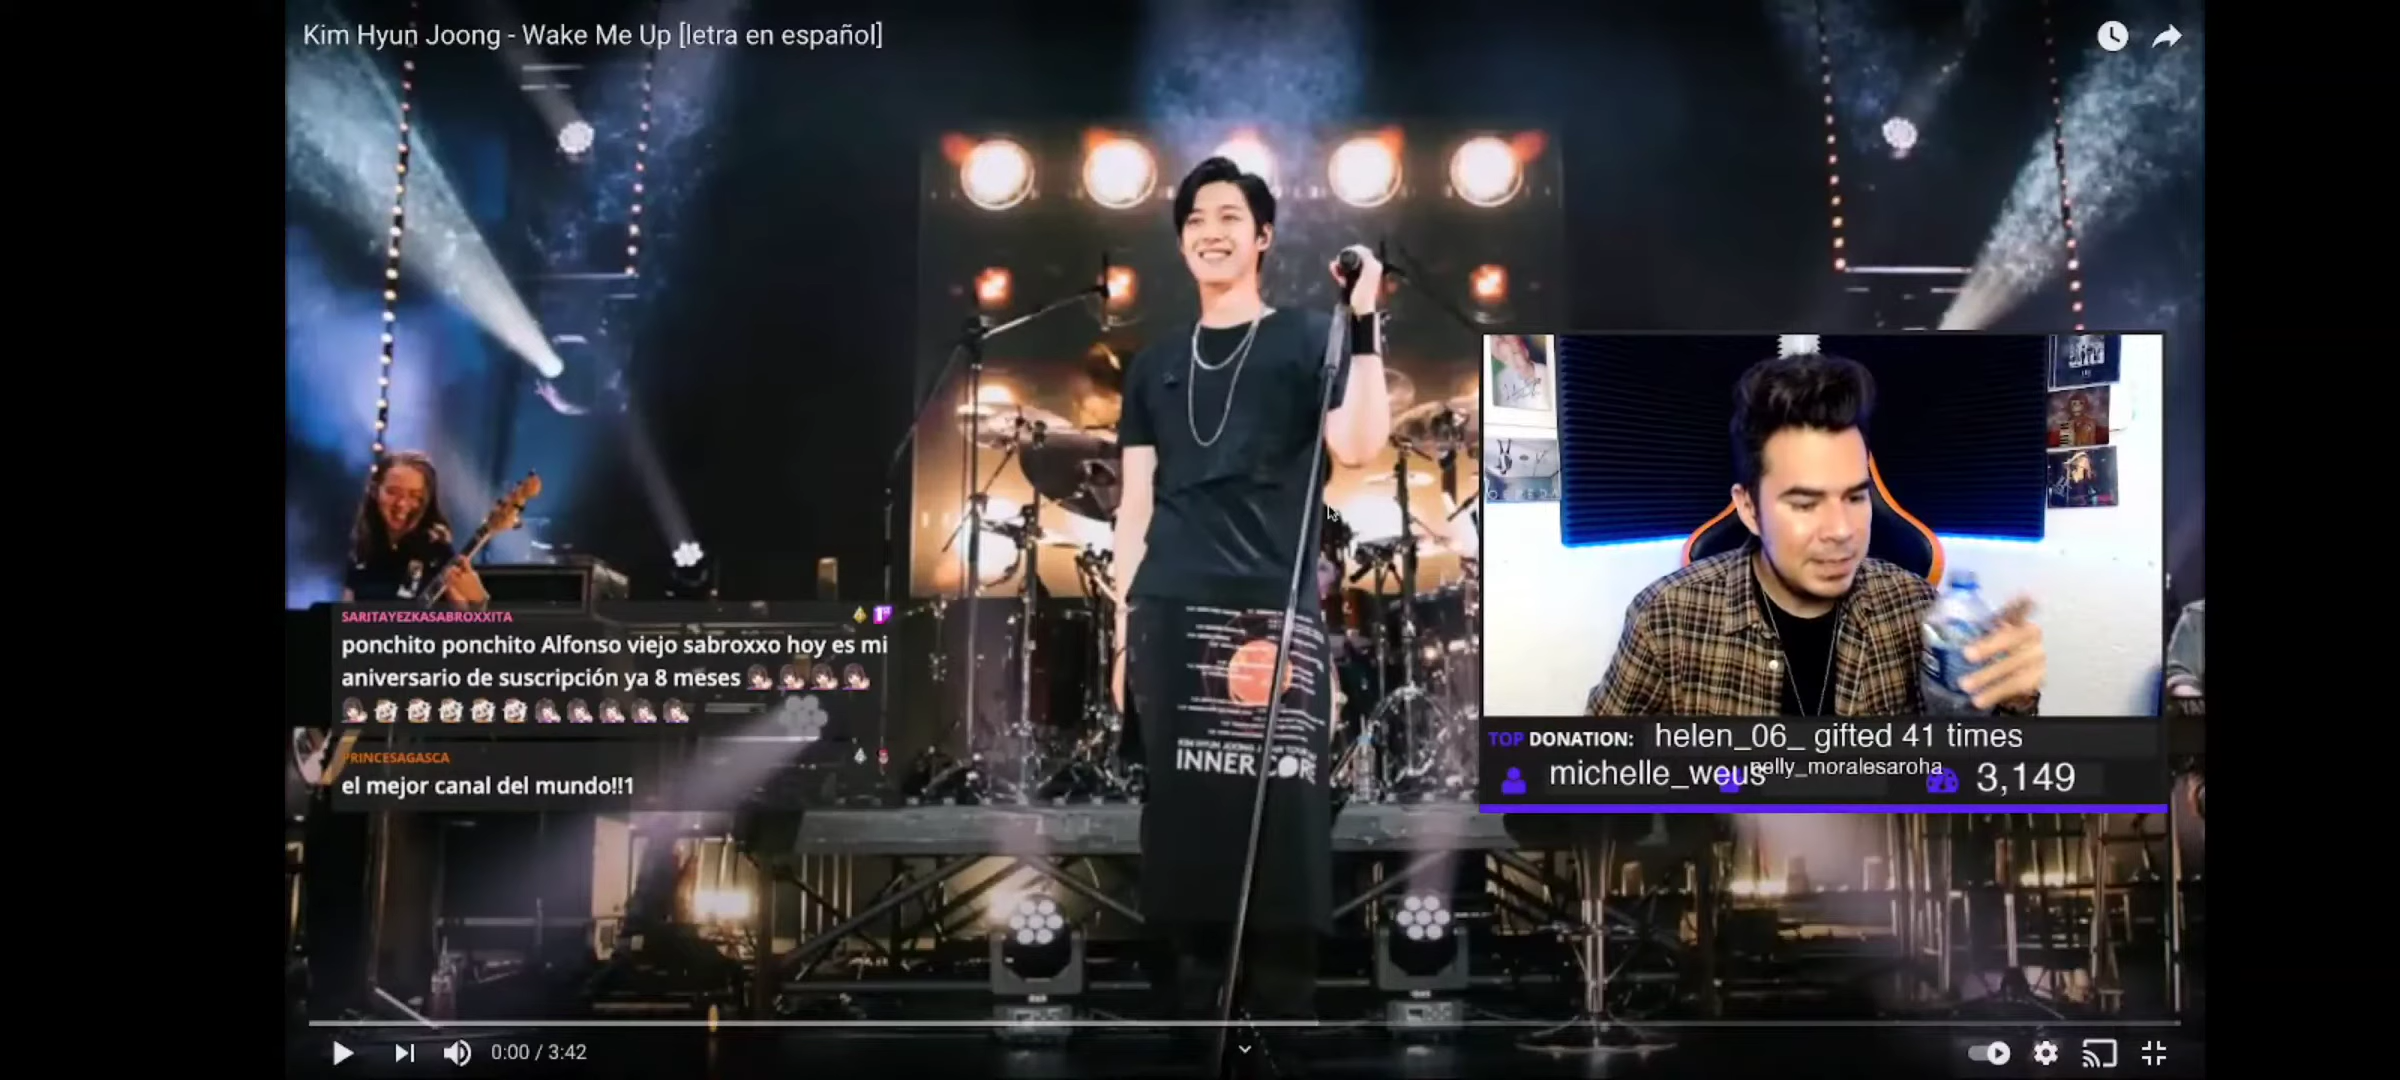 Kim Hyun Joong - Wake Me Up [letra en español]
SARITAYEZKASABROXXITA
ponchito ponchito Alfonso viejo sabroxxo hoy es mi
aniversario de suscripción ya 8 meses
PRINCESAGASCA
el mejor canal del mundo!!1
INNER CORE
TOP DONATION: helen_06_ gifted 41 times
michelle_weus nelly_moralesaroha 3,149
0:00 / 3:42